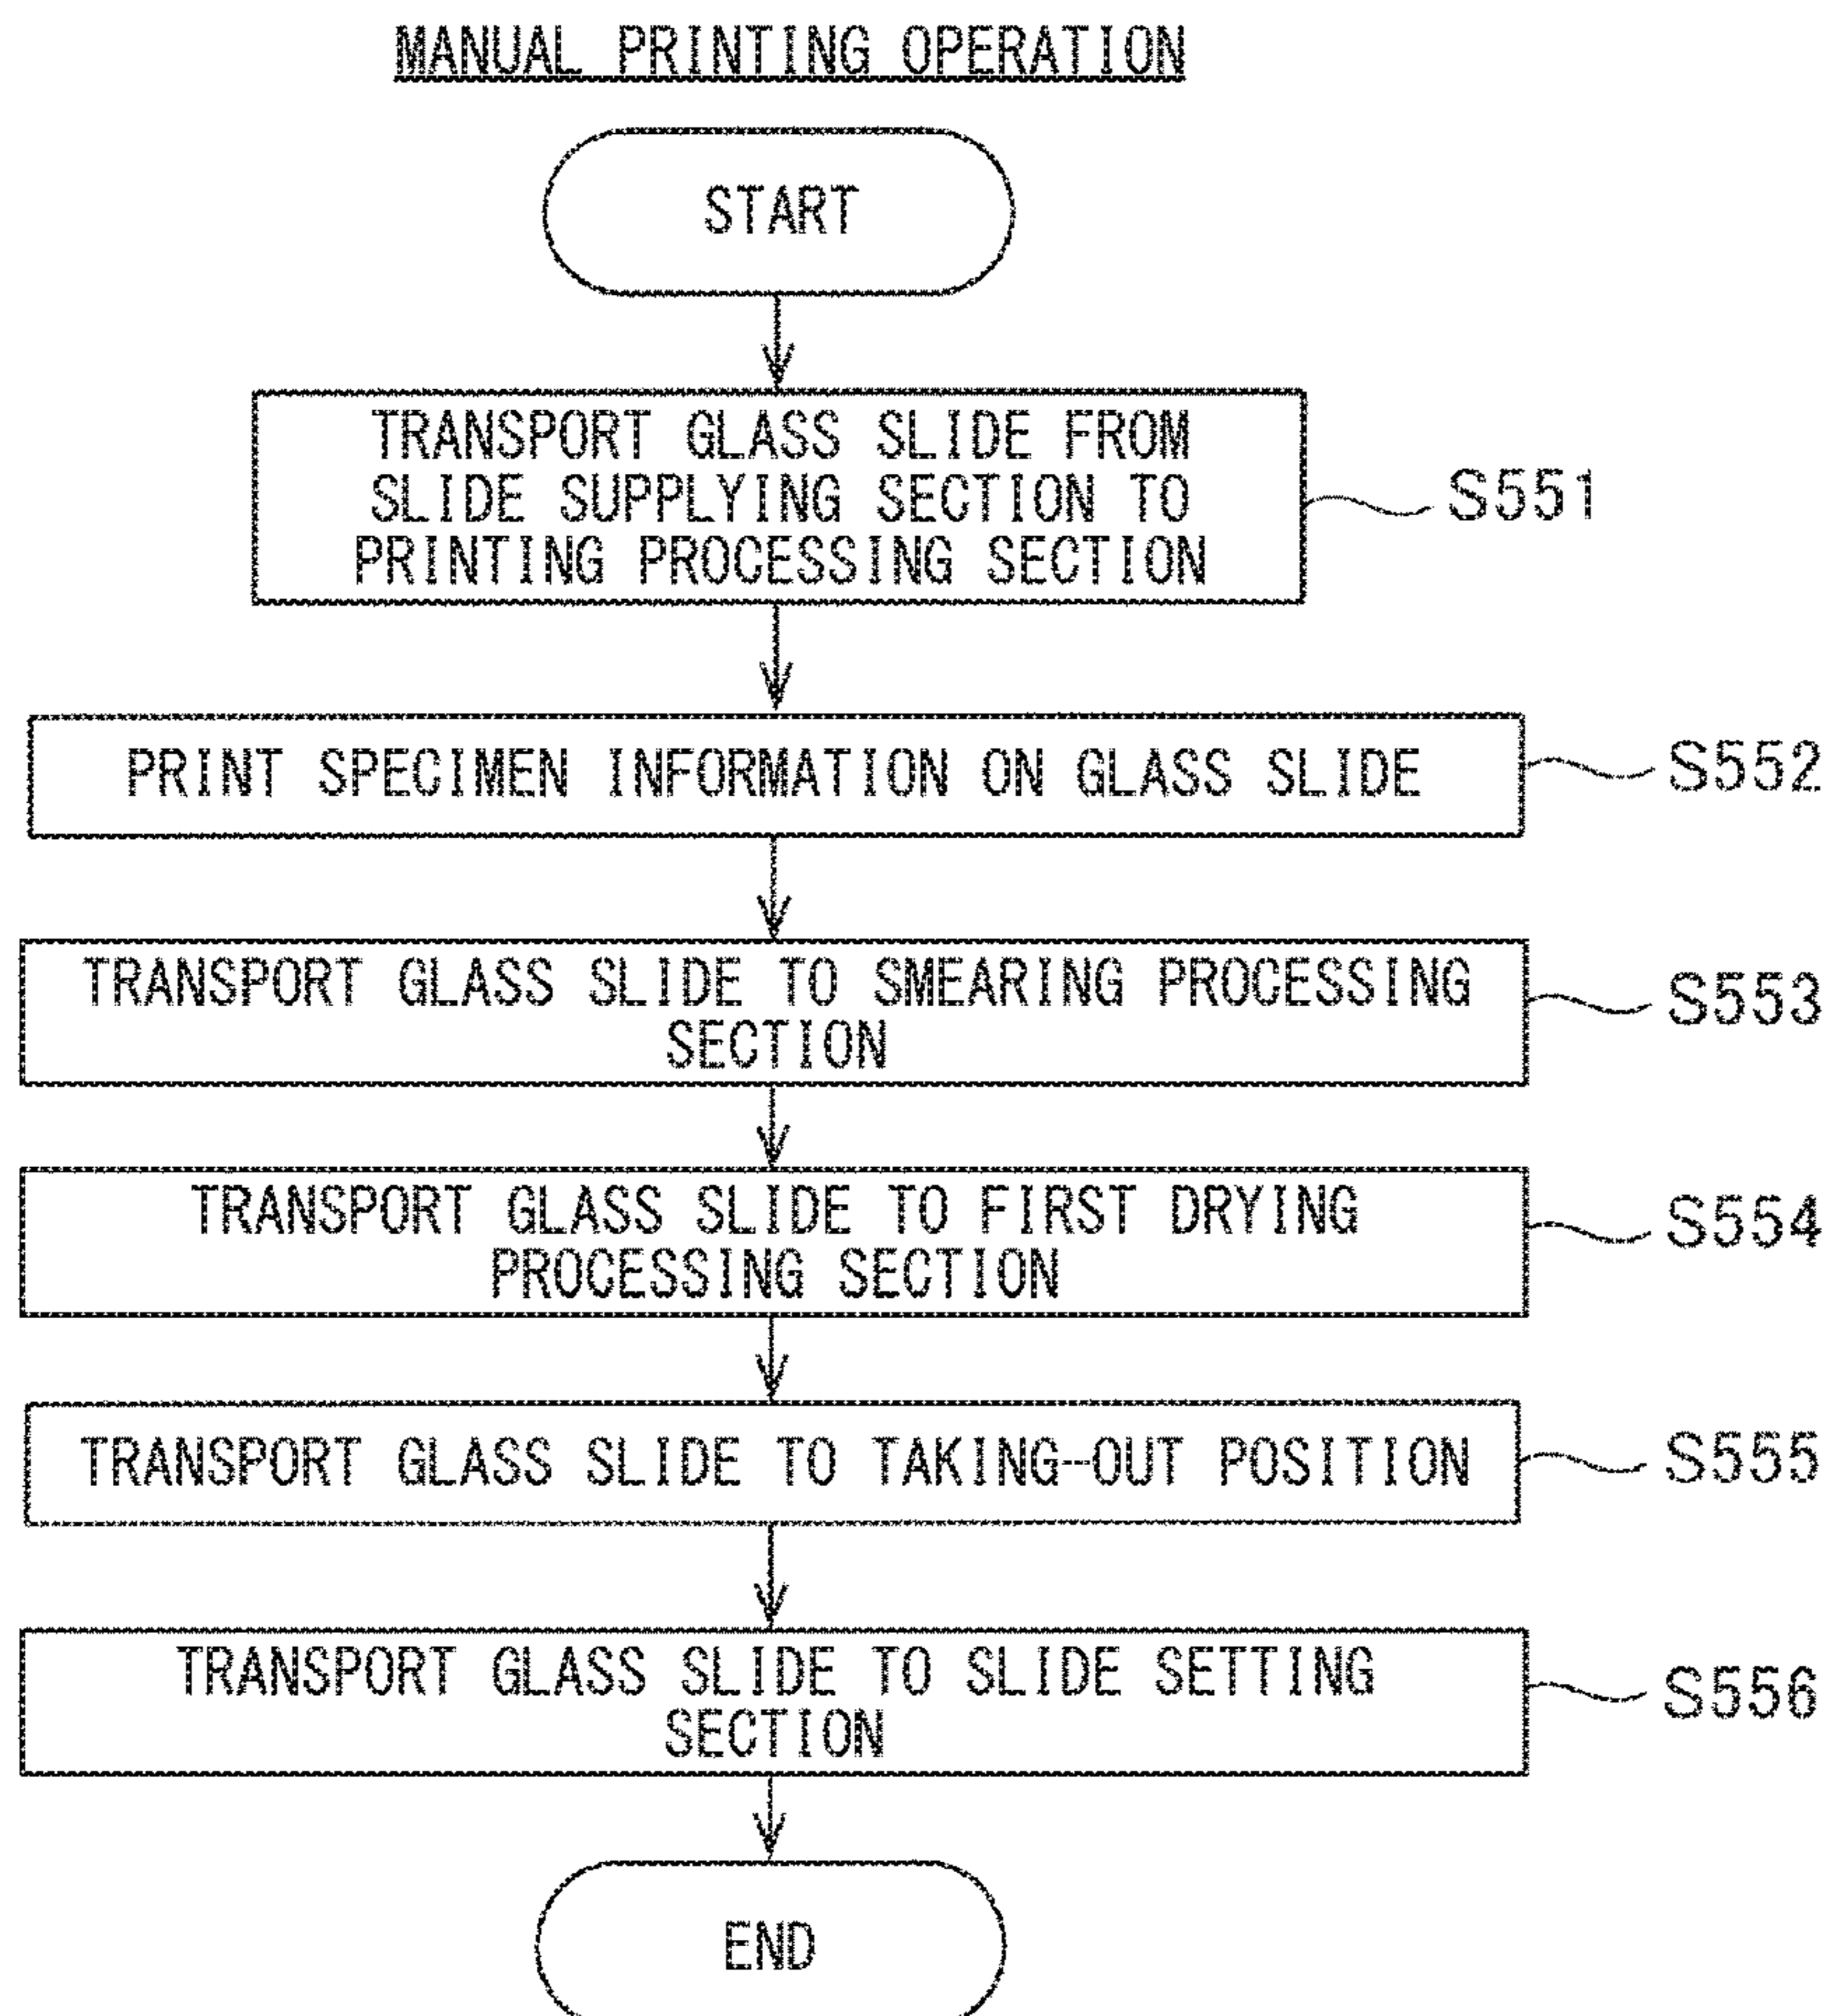 MANUAL PRINTING OPERATION
START
TRANSPORT GLASS SLIDE FROM
SLIDE SUPPLYING SECTION TO
PRINTING PROCESSING SECTION
S551
PRINT SPECIMEN INFORMATION ON GLASS SLIDE
S552
TRANSPORT GLASS SLIDE TO SMEARING PROCESSING
SECTION
S553
TRANSPORT GLASS SLIDE TO FIRST DRYING
PROCESSING SECTION
S554
TRANSPORT GLASS SLIDE TO TAKING-OUT POSITION
S555
TRANSPORT GLASS SLIDE TO SLIDE SETTING
SECTION
S556
END